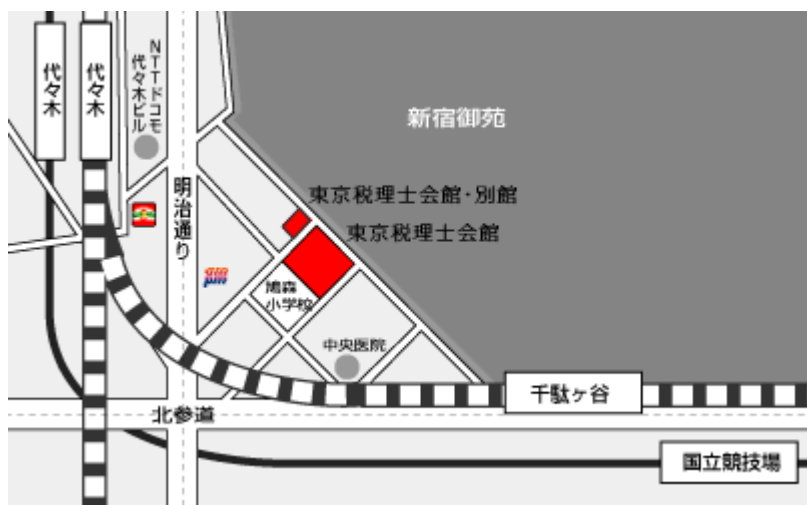 代々木
代々木
NTTドコモ
代々木ビル
新宿御苑
明治通り
東京税理士会館・別館
東京税理士会館
am
pm
鳩森
小学校
中央医院
千駄ヶ谷
北参道
国立競技場